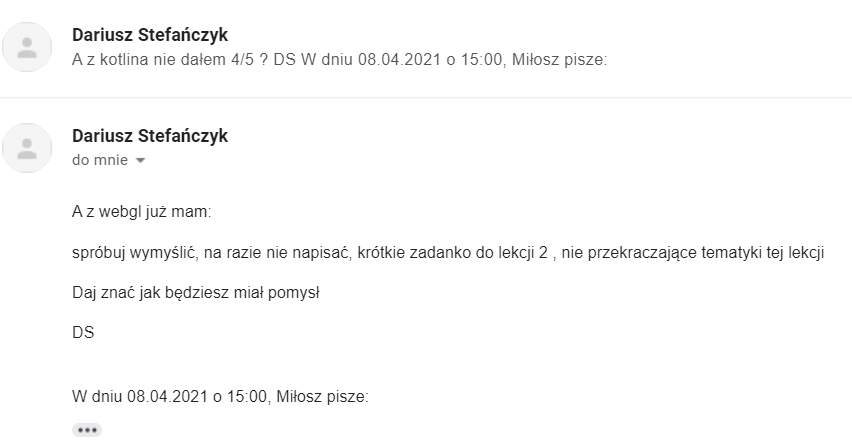 Dariusz Stefańczyk
A z kotlina nie dałem 4/5 ? DS W dniu 08.04.2021 o 15:00, Miłosz pisze:
Dariusz Stefańczyk
do mnie
A z webgl już mam:
spróbuj wymyślić, na razie nie napisać, krótkie zadanko do lekcji 2 , nie przekraczające tematyki tej lekcji
Daj znać jak będziesz miał pomysł
DS
W dniu 08.04.2021 o 15:00, Miłosz pisze: